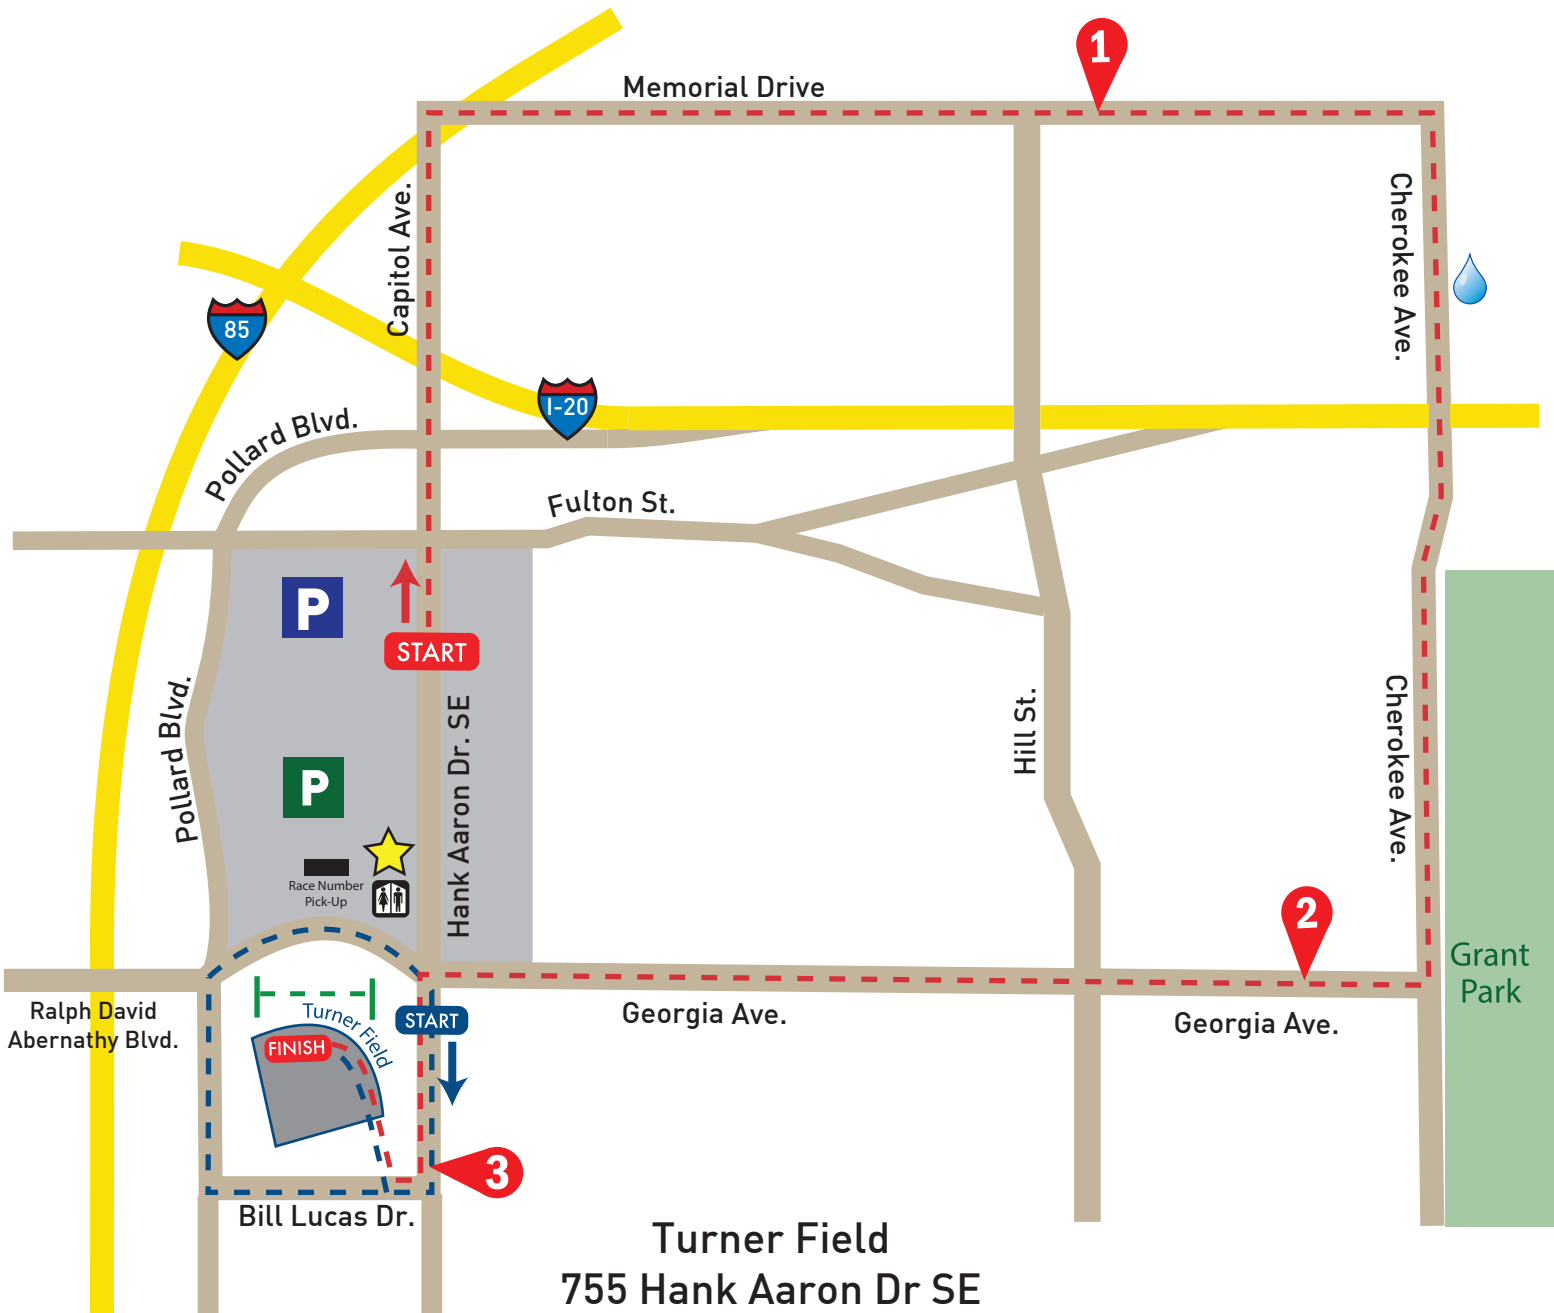 1
Memorial Drive
Capitol Ave.
Cherokee Ave.
85
I-20
Pollard Blvd.
Fulton St.
P
START
Pollard Blvd.
Hank Aaron Dr. SE
Hill St.
Cherokee Ave.
P
Race Number
Pick-Up
2
Grant
Park
Ralph David
Abernathy Blvd.
Turner Field
START
FINISH
Georgia Ave.
Georgia Ave.
3
Bill Lucas Dr.
Turner Field
755 Hank Aaron Dr SE